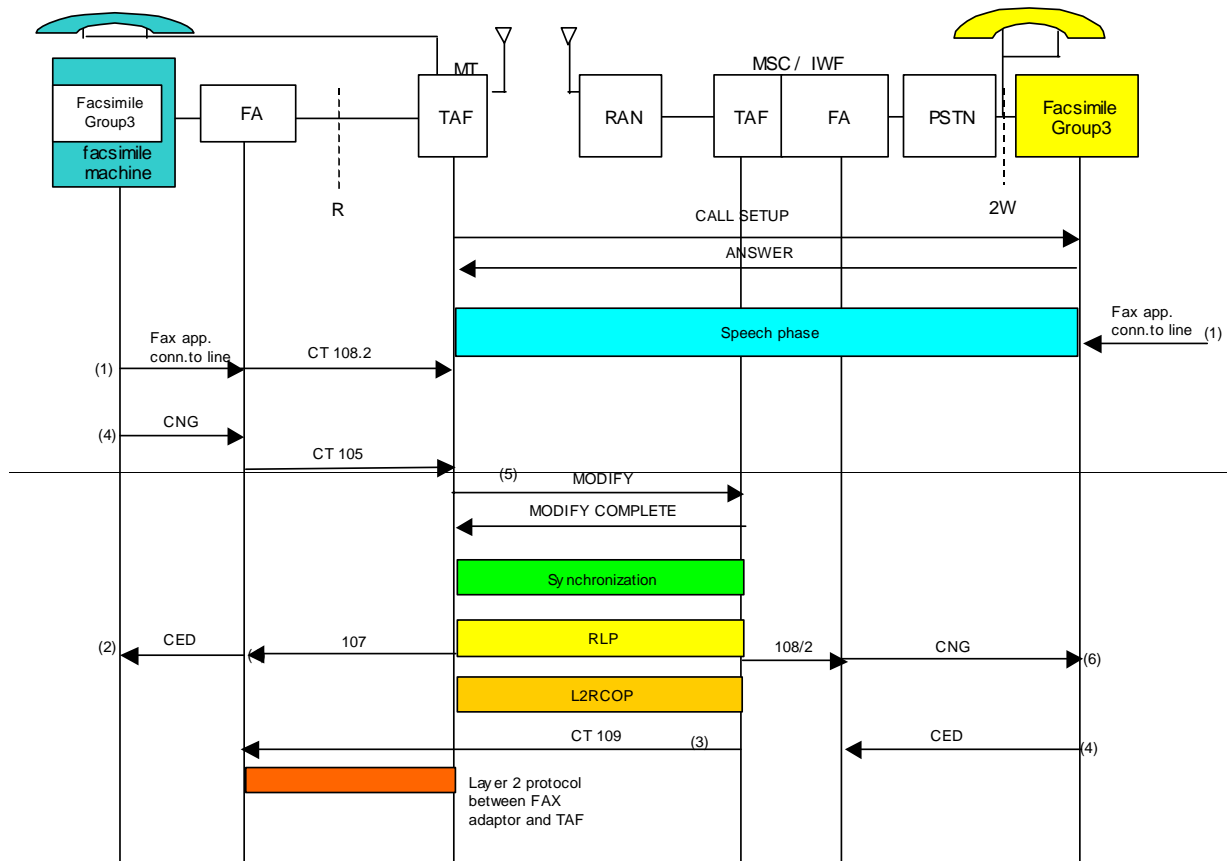 MT
MSC / IWF
Facsimile
Group3
facsimile
machine
FA
TAF
RAN
TAF
FA
PSTN
Facsimile
Group3
R
2W
CALL SETUP
ANSWER
Speech phase
Fax app.
conn.to line
(1)
Fax app.
conn.to line
(1)
CT 108.2
(4)
CNG
CT 105
(5)
MODIFY
MODIFY COMPLETE
Synchronization
(2)
CED
(
107
RLP
108/2
CNG
(6)
L2RCOP
CT 109
(3)
CED
(4)
Layer 2 protocol
between FAX
adaptor and TAF